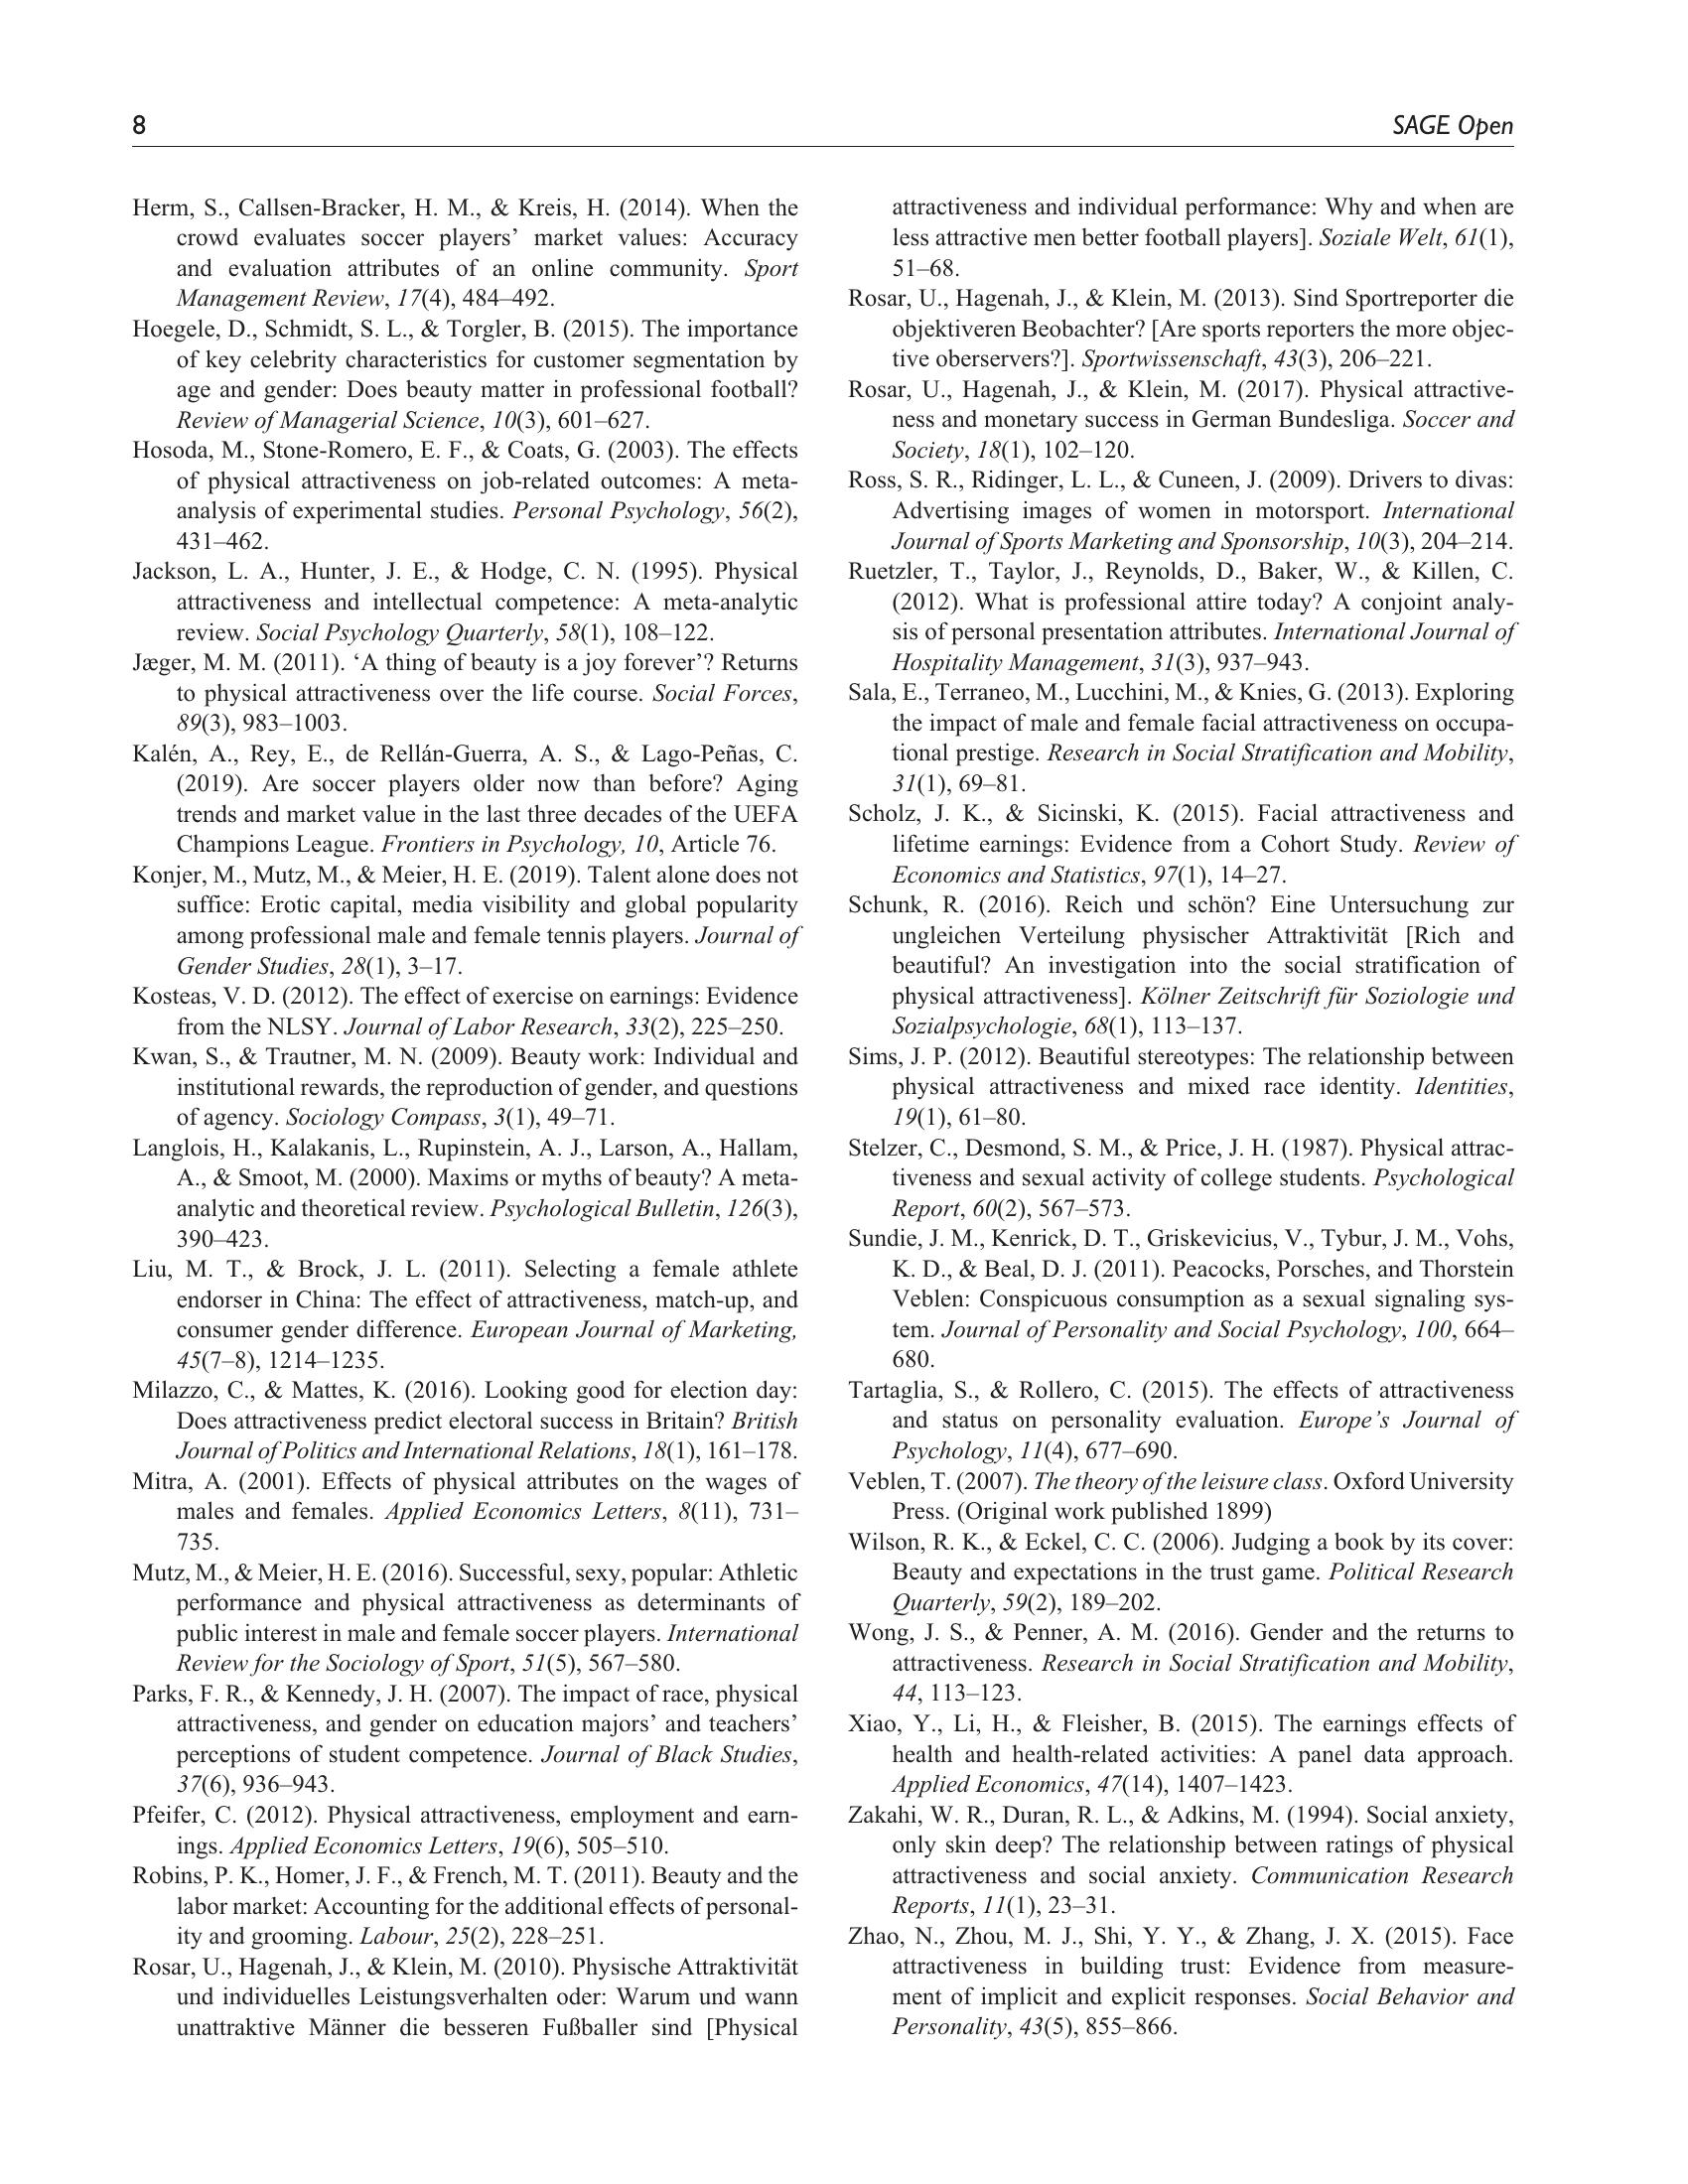 8
SAGE Open
Herm, S., Callsen-Bracker, H. M., & Kreis, H. (2014). When the
crowd evaluates soccer players’ market values: Accuracy
and evaluation attributes of an online community. Sport
Management Review, 17(4), 484–492.
Hoegele, D., Schmidt, S. L., & Torgler, B. (2015). The importance
of key celebrity characteristics for customer segmentation by
age and gender: Does beauty matter in professional football?
Review of Managerial Science, 10(3), 601–627.
Hosoda, M., Stone-Romero, E. F., & Coats, G. (2003). The effects
of physical attractiveness on job-related outcomes: A meta-
analysis of experimental studies. Personal Psychology, 56(2),
431–462.
Jackson, L. A., Hunter, J. E., & Hodge, C. N. (1995). Physical
attractiveness and intellectual competence: A meta-analytic
review. Social Psychology Quarterly, 58(1), 108–122.
Jæger, M. M. (2011). ‘A thing of beauty is a joy forever’? Returns
to physical attractiveness over the life course. Social Forces,
89(3), 983–1003.
Kalén, A., Rey, E., de Rellán-Guerra, A. S., & Lago-Peñas, C.
(2019). Are soccer players older now than before? Aging
trends and market value in the last three decades of the UEFA
Champions League. Frontiers in Psychology, 10, Article 76.
Konjer, M., Mutz, M., & Meier, H. E. (2019). Talent alone does not
suffice: Erotic capital, media visibility and global popularity
among professional male and female tennis players. Journal of
Gender Studies, 28(1), 3–17.
Kosteas, V. D. (2012). The effect of exercise on earnings: Evidence
from the NLSY. Journal of Labor Research, 33(2), 225–250.
Kwan, S., & Trautner, M. N. (2009). Beauty work: Individual and
institutional rewards, the reproduction of gender, and questions
of agency. Sociology Compass, 3(1), 49–71.
Langlois, H., Kalakanis, L., Rupinstein, A. J., Larson, A., Hallam,
A., & Smoot, M. (2000). Maxims or myths of beauty? A meta-
analytic and theoretical review. Psychological Bulletin, 126(3),
390–423.
Liu, M. T., & Brock, J. L. (2011). Selecting a female athlete
endorser in China: The effect of attractiveness, match-up, and
consumer gender difference. European Journal of Marketing,
45(7–8), 1214–1235.
Milazzo, C., & Mattes, K. (2016). Looking good for election day:
Does attractiveness predict electoral success in Britain? British
Journal of Politics and International Relations, 18(1), 161–178.
Mitra, A. (2001). Effects of physical attributes on the wages of
males and females. Applied Economics Letters, 8(11), 731–
735.
Mutz, M., & Meier, H. E. (2016). Successful, sexy, popular: Athletic
performance and physical attractiveness as determinants of
public interest in male and female soccer players. International
Review for the Sociology of Sport, 51(5), 567–580.
Parks, F. R., & Kennedy, J. H. (2007). The impact of race, physical
attractiveness, and gender on education majors’ and teachers’
perceptions of student competence. Journal of Black Studies,
37(6), 936–943.
Pfeifer, C. (2012). Physical attractiveness, employment and earn-
ings. Applied Economics Letters, 19(6), 505–510.
Robins, P. K., Homer, J. F., & French, M. T. (2011). Beauty and the
labor market: Accounting for the additional effects of personal-
ity and grooming. Labour, 25(2), 228–251.
Rosar, U., Hagenah, J., & Klein, M. (2010). Physische Attraktivität
und individuelles Leistungsverhalten oder: Warum und wann
unattraktive Männer die besseren Fußballer sind [Physical
attractiveness and individual performance: Why and when are
less attractive men better football players]. Soziale Welt, 61(1),
51–68.
Rosar, U., Hagenah, J., & Klein, M. (2013). Sind Sportreporter die
objektiveren Beobachter? [Are sports reporters the more objec-
tive oberservers?]. Sportwissenschaft, 43(3), 206–221.
Rosar, U., Hagenah, J., & Klein, M. (2017). Physical attractive-
ness and monetary success in German Bundesliga. Soccer and
Society, 18(1), 102–120.
Ross, S. R., Ridinger, L. L., & Cuneen, J. (2009). Drivers to divas:
Advertising images of women in motorsport. International
Journal of Sports Marketing and Sponsorship, 10(3), 204–214.
Ruetzler, T., Taylor, J., Reynolds, D., Baker, W., & Killen, C.
(2012). What is professional attire today? A conjoint analy-
sis of personal presentation attributes. International Journal of
Hospitality Management, 31(3), 937–943.
Sala, E., Terraneo, M., Lucchini, M., & Knies, G. (2013). Exploring
the impact of male and female facial attractiveness on occupa-
tional prestige. Research in Social Stratification and Mobility,
31(1), 69–81.
Scholz, J. K., & Sicinski, K. (2015). Facial attractiveness and
lifetime earnings: Evidence from a Cohort Study. Review of
Economics and Statistics, 97(1), 14–27.
Schunk, R. (2016). Reich und schön? Eine Untersuchung zur
ungleichen Verteilung physischer Attraktivität [Rich and
beautiful? An investigation into the social stratification of
physical attractiveness]. Kölner Zeitschrift für Soziologie und
Sozialpsychologie, 68(1), 113–137.
Sims, J. P. (2012). Beautiful stereotypes: The relationship between
physical attractiveness and mixed race identity. Identities,
19(1), 61–80.
Stelzer, C., Desmond, S. M., & Price, J. H. (1987). Physical attrac-
tiveness and sexual activity of college students. Psychological
Report, 60(2), 567–573.
Sundie, J. M., Kenrick, D. T., Griskevicius, V., Tybur, J. M., Vohs,
K. D., & Beal, D. J. (2011). Peacocks, Porsches, and Thorstein
Veblen: Conspicuous consumption as a sexual signaling sys-
tem. Journal of Personality and Social Psychology, 100, 664–
680.
Tartaglia, S., & Rollero, C. (2015). The effects of attractiveness
and status on personality evaluation. Europe’s Journal of
Psychology, 11(4), 677–690.
Veblen, T. (2007). The theory of the leisure class. Oxford University
Press. (Original work published 1899)
Wilson, R. K., & Eckel, C. C. (2006). Judging a book by its cover:
Beauty and expectations in the trust game. Political Research
Quarterly, 59(2), 189–202.
Wong, J. S., & Penner, A. M. (2016). Gender and the returns to
attractiveness. Research in Social Stratification and Mobility,
44, 113–123.
Xiao, Y., Li, H., & Fleisher, B. (2015). The earnings effects of
health and health-related activities: A panel data approach.
Applied Economics, 47(14), 1407–1423.
Zakahi, W. R., Duran, R. L., & Adkins, M. (1994). Social anxiety,
only skin deep? The relationship between ratings of physical
attractiveness and social anxiety. Communication Research
Reports, 11(1), 23–31.
Zhao, N., Zhou, M. J., Shi, Y. Y., & Zhang, J. X. (2015). Face
attractiveness in building trust: Evidence from measure-
ment of implicit and explicit responses. Social Behavior and
Personality, 43(5), 855–866.